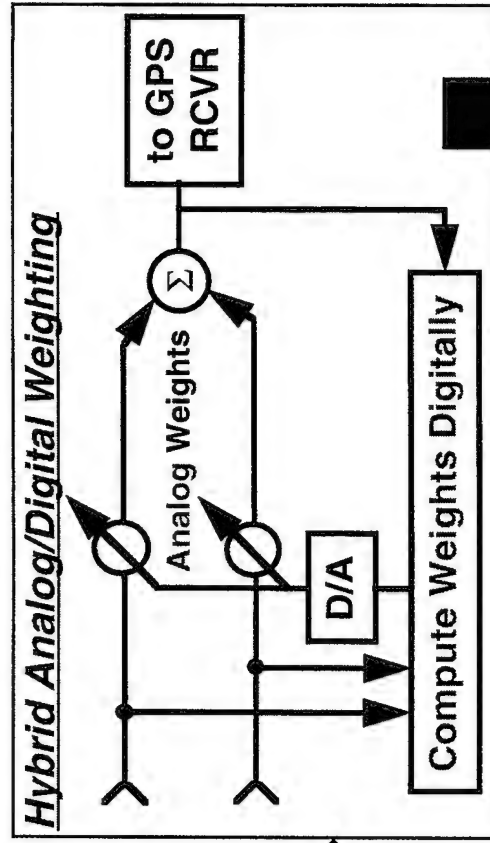 Hybrid Analog/Digital Weighting
to GPS
RCVR
Σ
Analog Weights
D/A
Compute Weights Digitally